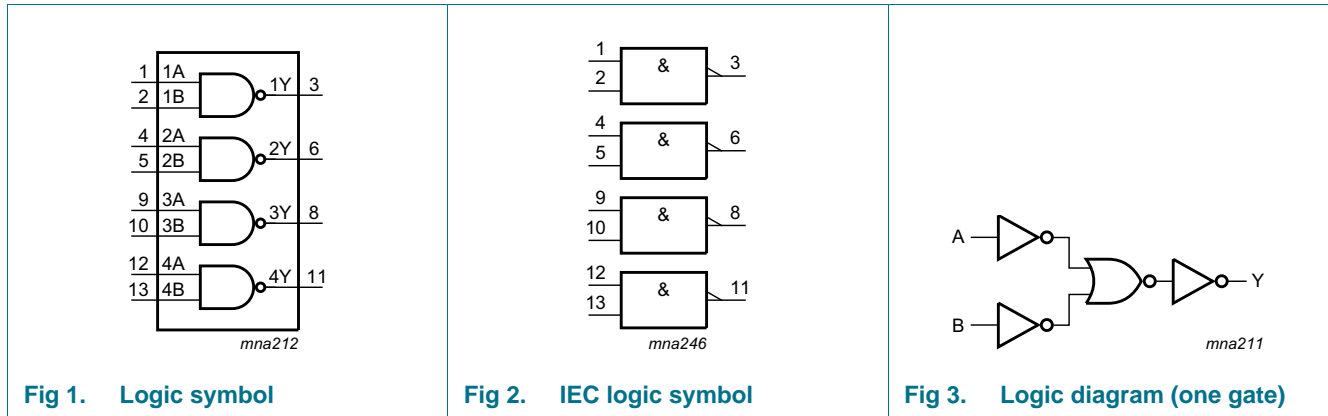 1 1A
2 1B
1Y 3
4 2A
5 2B
2Y 6
9 3A
10 3B
3Y 8
12 4A
13 4B
4Y 11
mna212
Fig 1. Logic symbol
1
2
&
3
4
5
&
6
9
10
&
8
12
13
&
11
mna246
Fig 2. IEC logic symbol
A
B
Y
mna211
Fig 3. Logic diagram (one gate)